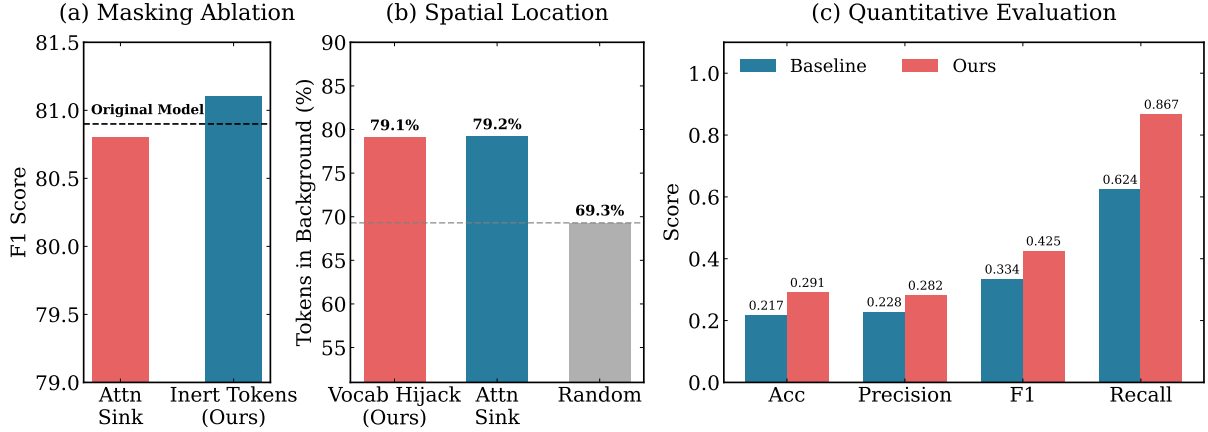 (a) Masking Ablation
81.5
81.0
80.5
80.0
79.5
79.0
F1 Score
Original Model
Attn
Sink
Inert Tokens
(Ours)
(b) Spatial Location
90
85
80
75
70
65
60
55
Tokens in Background (%)
79.1%
79.2%
69.3%
Vocab Hijack
(Ours)
Attn
Sink
Random
(c) Quantitative Evaluation
Baseline
Ours
1.0
0.8
0.6
0.4
0.2
0.0
Score
0.217
0.291
0.228
0.282
0.334
0.425
0.624
0.867
Acc
Precision
F1
Recall